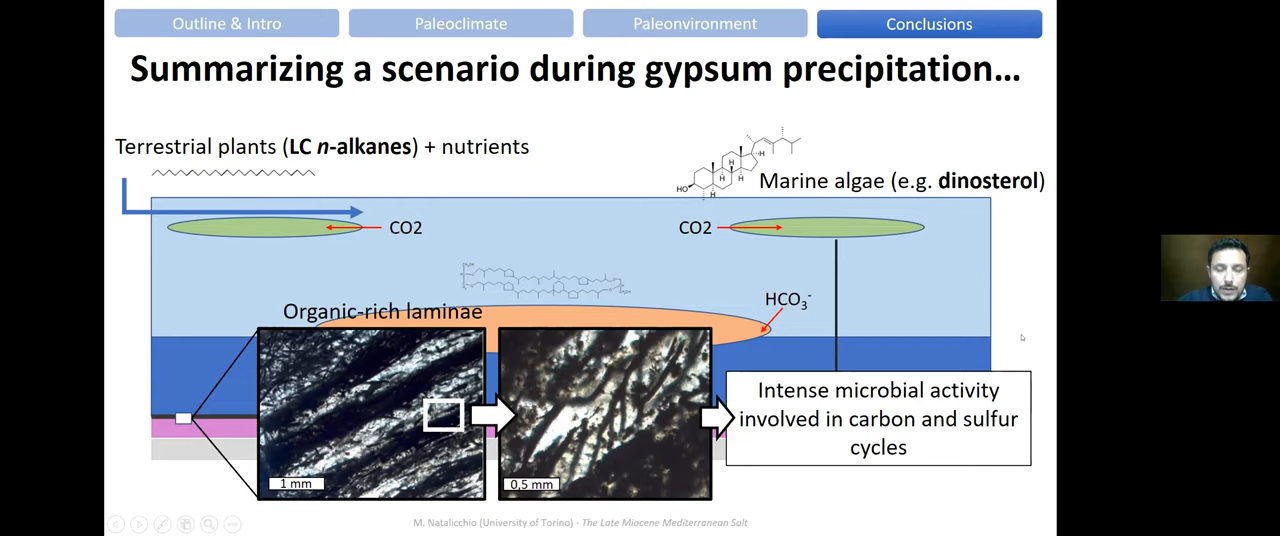 Outline & Intro
Paleoclimate
Paleonvironment
Conclusions
Summarizing a scenario during gypsum precipitation…
Terrestrial plants (LC n-alkanes) + nutrients
HO
H
H
H
H
H
Marine algae (e.g. dinosterol)
CO2
CO2
HCO3-
Organic-rich laminae
Intense microbial activity
involved in carbon and sulfur
cycles
1 mm
0,5 mm
M. Natalicchio (University of Torino) - The Late Miocene Mediterranean Salt